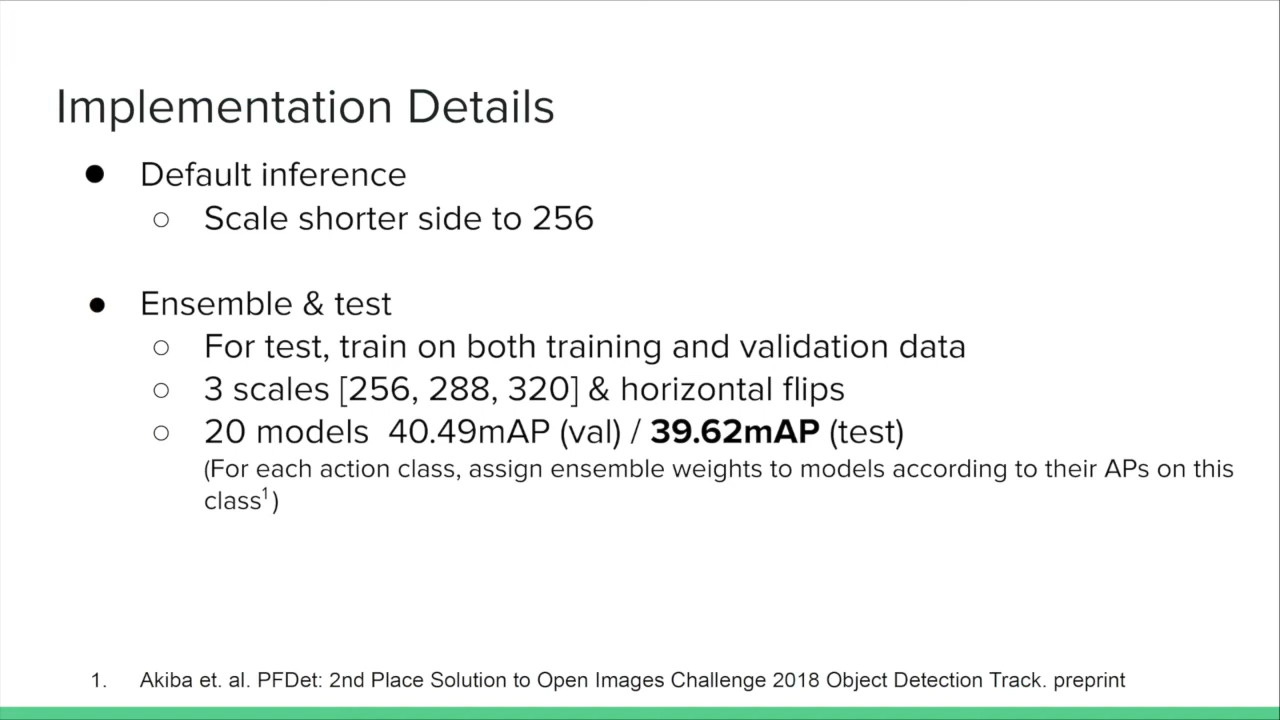 Implementation Details
● Default inference
○ Scale shorter side to 256
● Ensemble & test
○ For test, train on both training and validation data
○ 3 scales [256, 288, 320] & horizontal flips
○ 20 models 40.49mAP (val) / 39.62mAP (test)
(For each action class, assign ensemble weights to models according to their APs on this
class¹)
1. Akiba et. al. PFDet: 2nd Place Solution to Open Images Challenge 2018 Object Detection Track. preprint